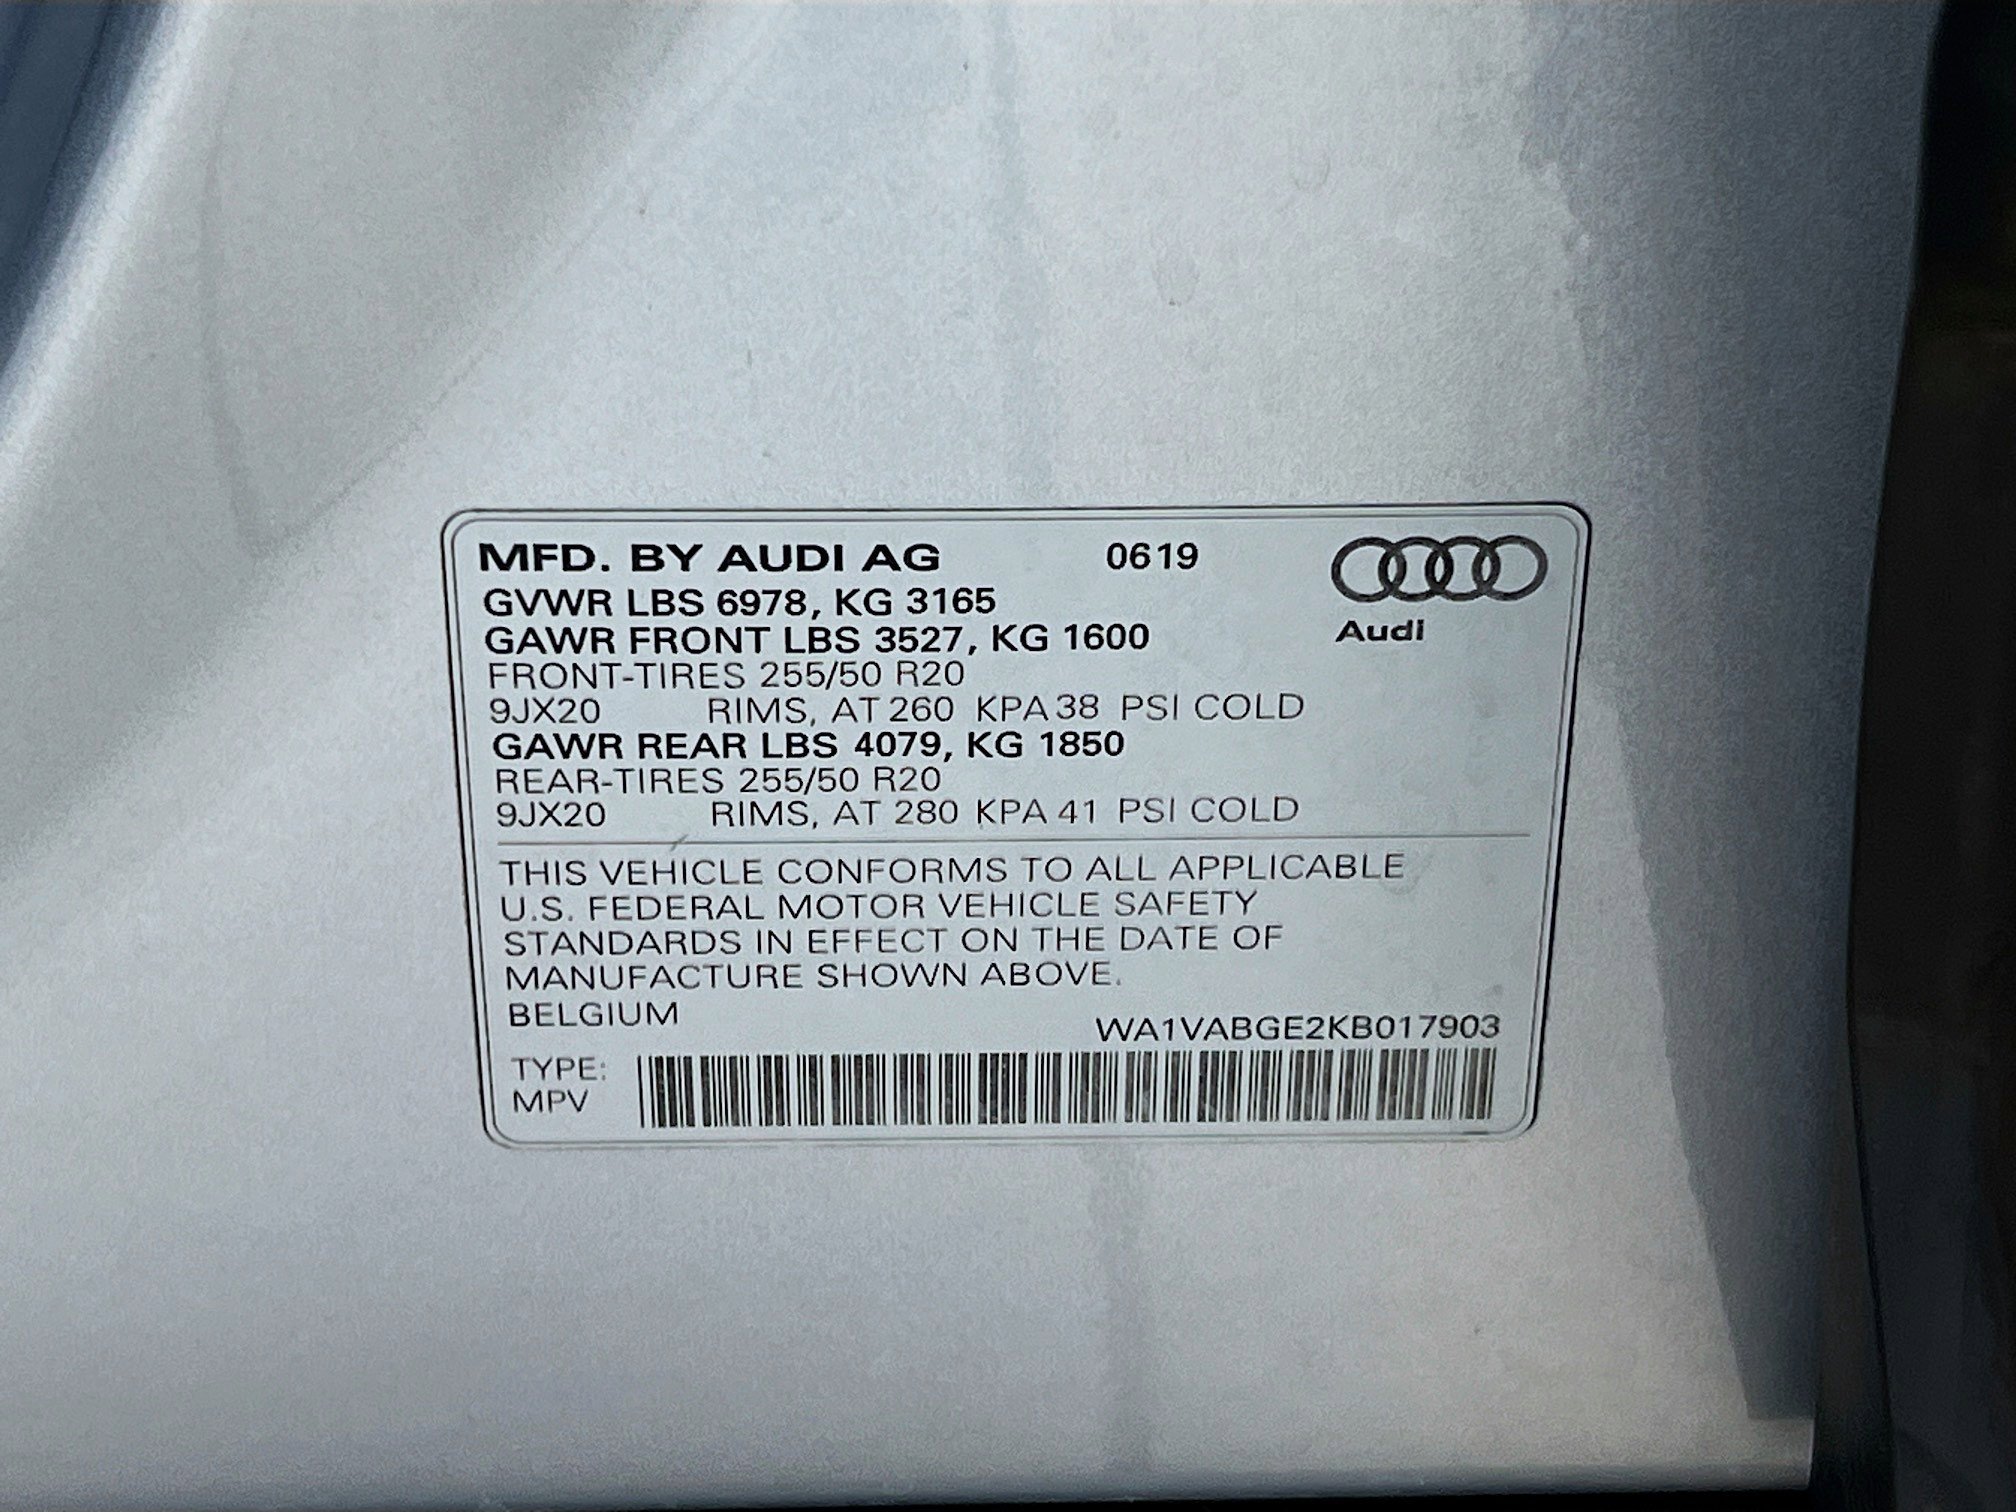 MFD. BY AUDI AG 0619
GVWR LBS 6978, KG 3165
GAWR FRONT LBS 3527, KG 1600
Audi
FRONT-TIRES 255/50 R20
9JX20 RIMS, AT 260 KPA 38 PSI COLD
GAWR REAR LBS 4079, KG 1850
REAR-TIRES 255/50 R20
9JX20 RIMS, AT 280 KPA 41 PSI COLD
THIS VEHICLE CONFORMS TO ALL APPLICABLE
U.S. FEDERAL MOTOR VEHICLE SAFETY
STANDARDS IN EFFECT ON THE DATE OF
MANUFACTURE SHOWN ABOVE.
BELGIUM
WA1VABGE2KB017903
TYPE:
MPV